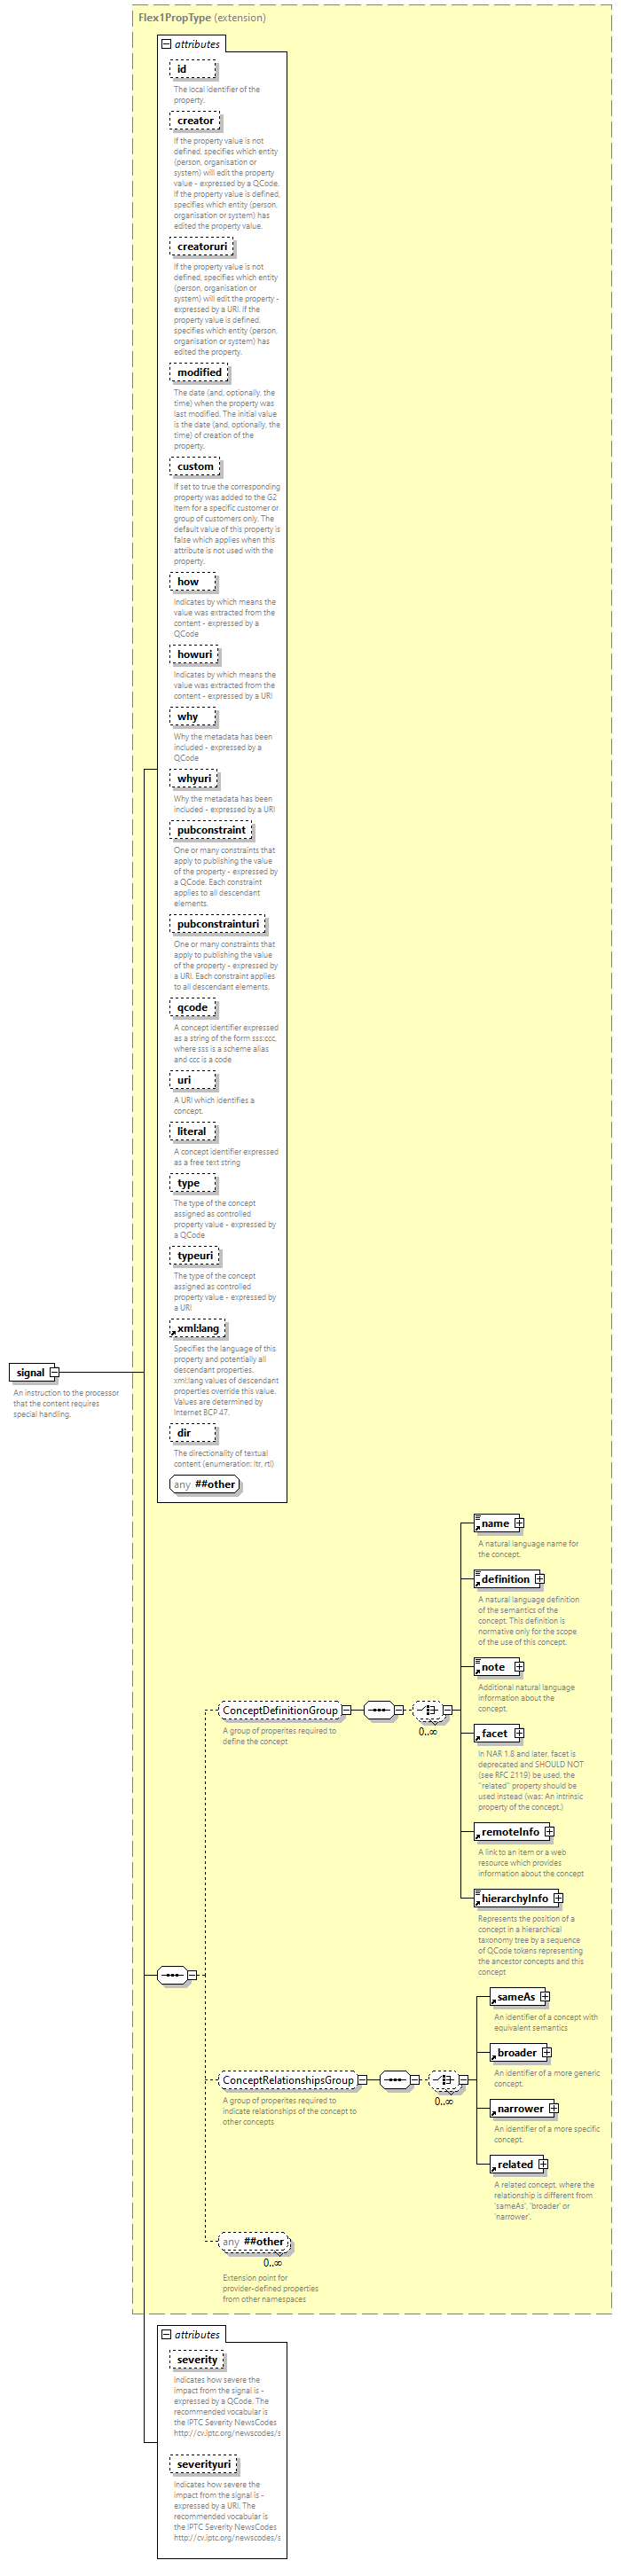 Flex1PropType (extension)
attributes
id
The local identifier of the
property.
creator
If the property value is not
defined, specifies which entity
(person, organisation or
system) will edit the property
value - expressed by a QCode.
If the property value is defined,
specifies which entity (person,
organisation or system) has
edited the property value.
creatoruri
If the property value is not
defined, specifies which entity
(person, organisation or
system) will edit the property -
expressed by a URI. If the
property value is defined,
specifies which entity (person,
organisation or system) has
edited the property.
modified
The date (and, optionally, the
time) when the property was
last modified. The initial value
is the date (and, optionally, the
time) of creation of the
property.
custom
If set to true the corresponding
property was added to the G2
Item for a specific customer or
group of customers only. The
default value of this property is
false which applies when this
attribute is not used with the
property.
how
Indicates by which means the
value was extracted from the
content - expressed by a
QCode
howuri
Indicates by which means the
value was extracted from the
content - expressed by a URI
why
Why the metadata has been
included - expressed by a
QCode
whyuri
Why the metadata has been
included - expressed by a URI
pubconstraint
One or many constraints that
apply to publishing the value
of the property - expressed by
a QCode. Each constraint
applies to all descendant
elements.
pubconstrainturi
One or many constraints that
apply to publishing the value
of the property - expressed by
a URI. Each constraint applies
to all descendant elements.
qcode
A concept identifier expressed
as a string of the form sss:ccc,
where sss is a scheme alias
and ccc is a code
uri
A URI which identifies a
concept.
literal
A concept identifier expressed
as a free text string
type
The type of the concept
assigned as controlled
property value - expressed by
a QCode
typeuri
The type of the concept
assigned as controlled
property value - expressed by
a URI
xml:lang
Specifies the language of this
property and potentially all
descendant properties.
xml:lang values of descendant
properties override this value.
Values are determined by
Internet BCP 47.
dir
The directionality of textual
content (enumeration: ltr, rtl)
any ##other
signal
An instruction to the processor
that the content requires
special handling.
name
A natural language name for
the concept.
definition
A natural language definition
of the semantics of the
concept. This definition is
normative only for the scope
of the use of this concept.
note
Additional natural language
information about the
concept.
ConceptDefinitionGroup
0..∞
A group of properites required to
define the concept
facet
In NAR 1.8 and later, facet is
deprecated and SHOULD NOT
(see RFC 2119) be used, the
"related" property should be
used instead (was: An intrinsic
property of the concept.)
remoteInfo
A link to an item or a web
resource which provides
information about the concept
hierarchyInfo
Represents the position of a
concept in a hierarchical
taxonomy tree by a sequence
of QCode tokens representing
the ancestor concepts and this
concept
sameAs
An identifier of a concept with
equivalent semantics
broader
An identifier of a more generic
concept.
ConceptRelationshipsGroup
0..∞
A group of properites required to
indicate relationships of the concept to
other concepts
narrower
An identifier of a more specific
concept.
related
A related concept, where the
relationship is different from
'sameAs', 'broader' or
'narrower'.
any ##other
0..∞
Extension point for
provider-defined properties
from other namespaces
attributes
severity
Indicates how severe the
impact from the signal is -
expressed by a QCode. The
recommended vocabular is
the IPTC Severity NewsCodes
http://cv.iptc.org/newscodes/s
severityuri
Indicates how severe the
impact from the signal is -
expressed by a URI. The
recommended vocabular is
the IPTC Severity NewsCodes
http://cv.iptc.org/newscodes/s